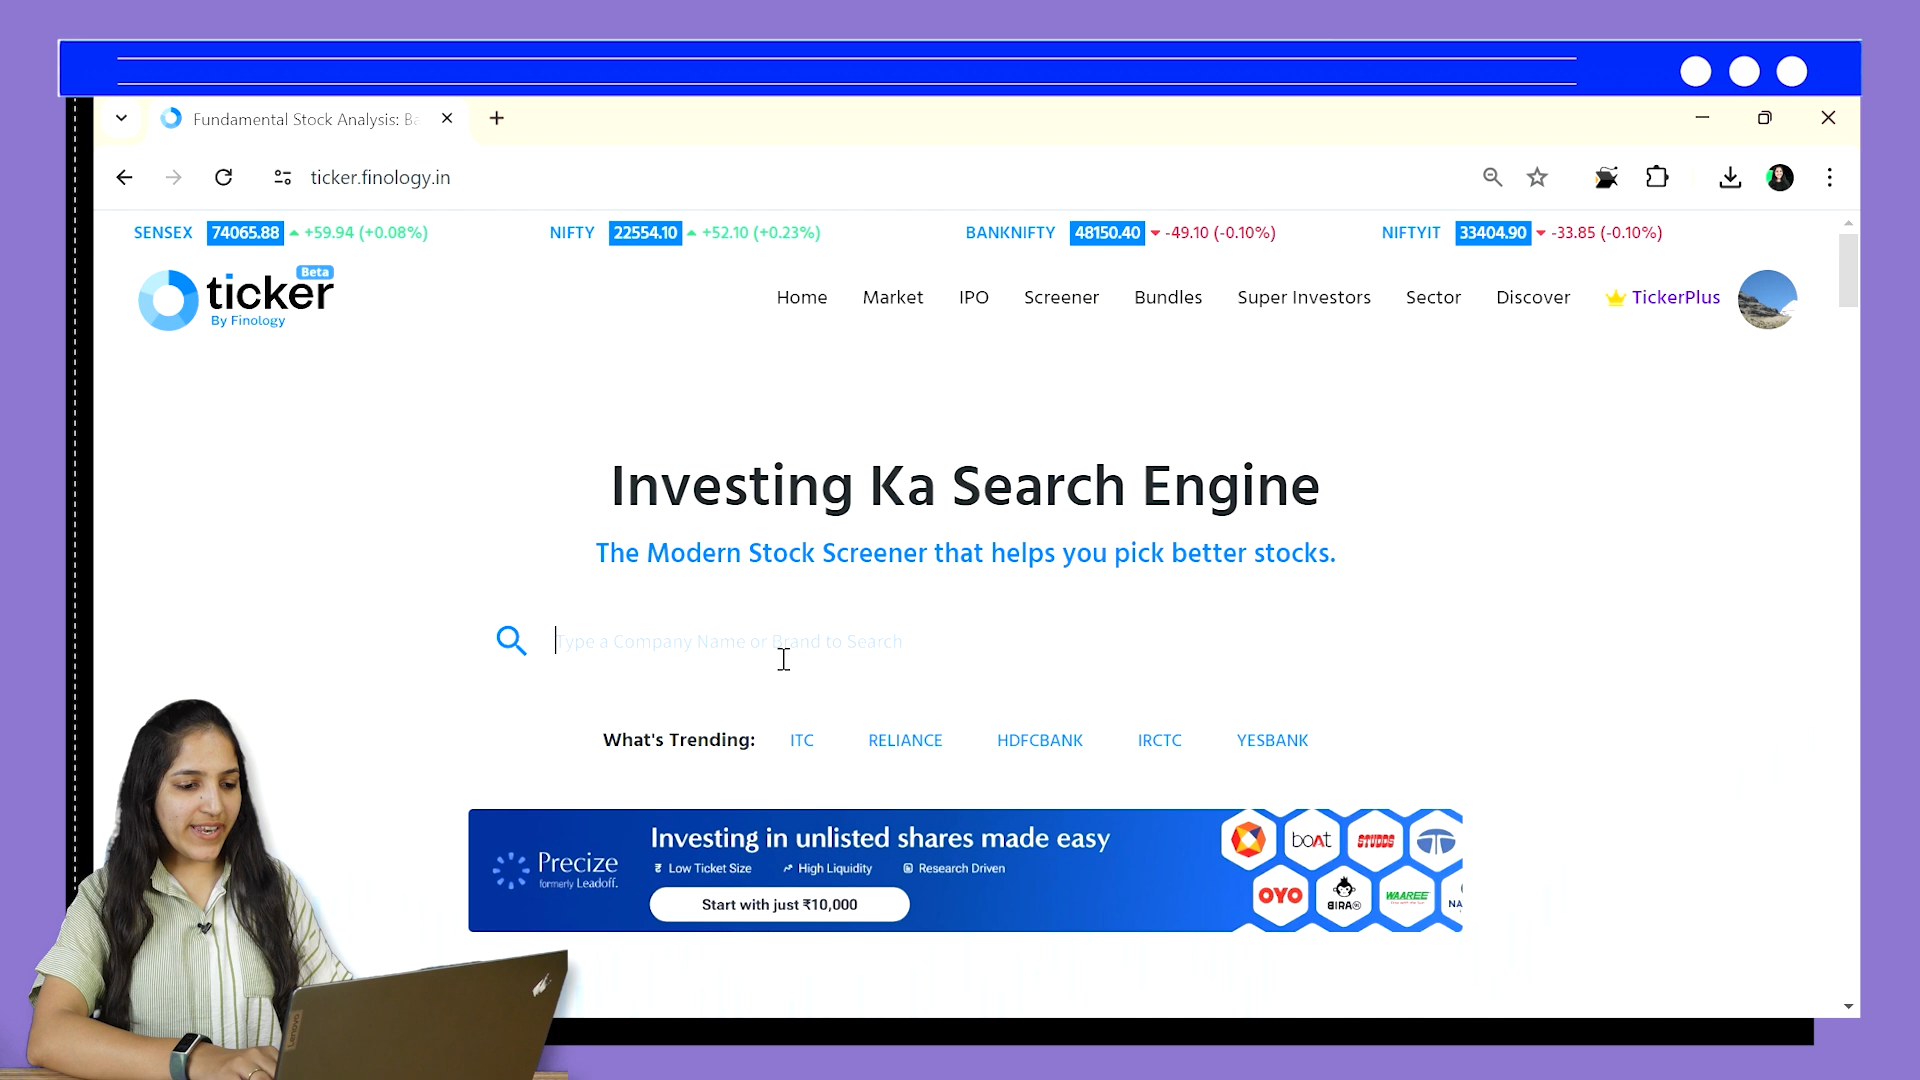 Fundamental Stock Analysis: Ba
ticker.finology.in
SENSEX 74065.88 +59.94 (+0.08%) NIFTY 22554.10 +52.10 (+0.23%) BANKNIFTY 48150.40 -49.10 (-0.10%) NIFTYIT 33404.90 -33.85 (-0.10%)
ticker Beta
By Finology
Home Market IPO Screener Bundles Super Investors Sector Discover TickerPlus
Investing Ka Search Engine
The Modern Stock Screener that helps you pick better stocks.
Type a Company Name or Brand to Search
What's Trending: ITC RELIANCE HDFCBANK IRCTC YESBANK
Precize
formerly Leadoff.
Investing in unlisted shares made easy
₹ Low Ticket Size High Liquidity Research Driven
Start with just ₹10,000
boAt STUDDS
OYO BIRA91 WAAREE NA
Lenovo